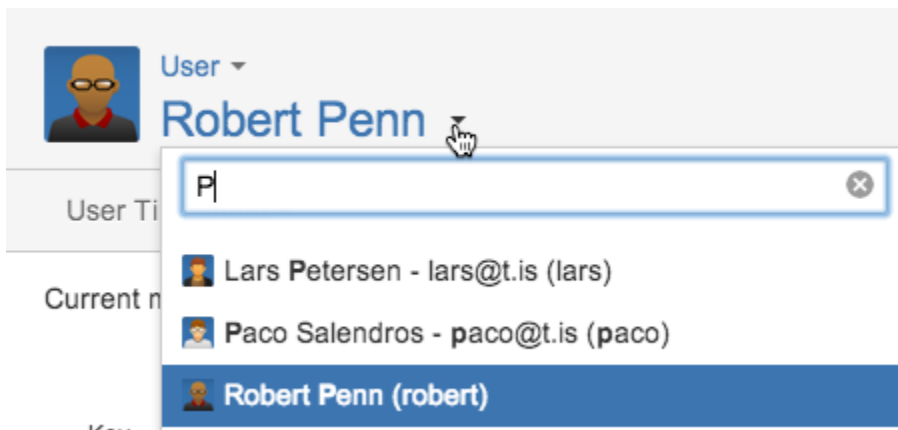 User
Robert Penn
P
User Ti
Lars Petersen - lars@t.is (lars)
Current
Paco Salendros - paco@t.is (paco)
Robert Penn (robert)